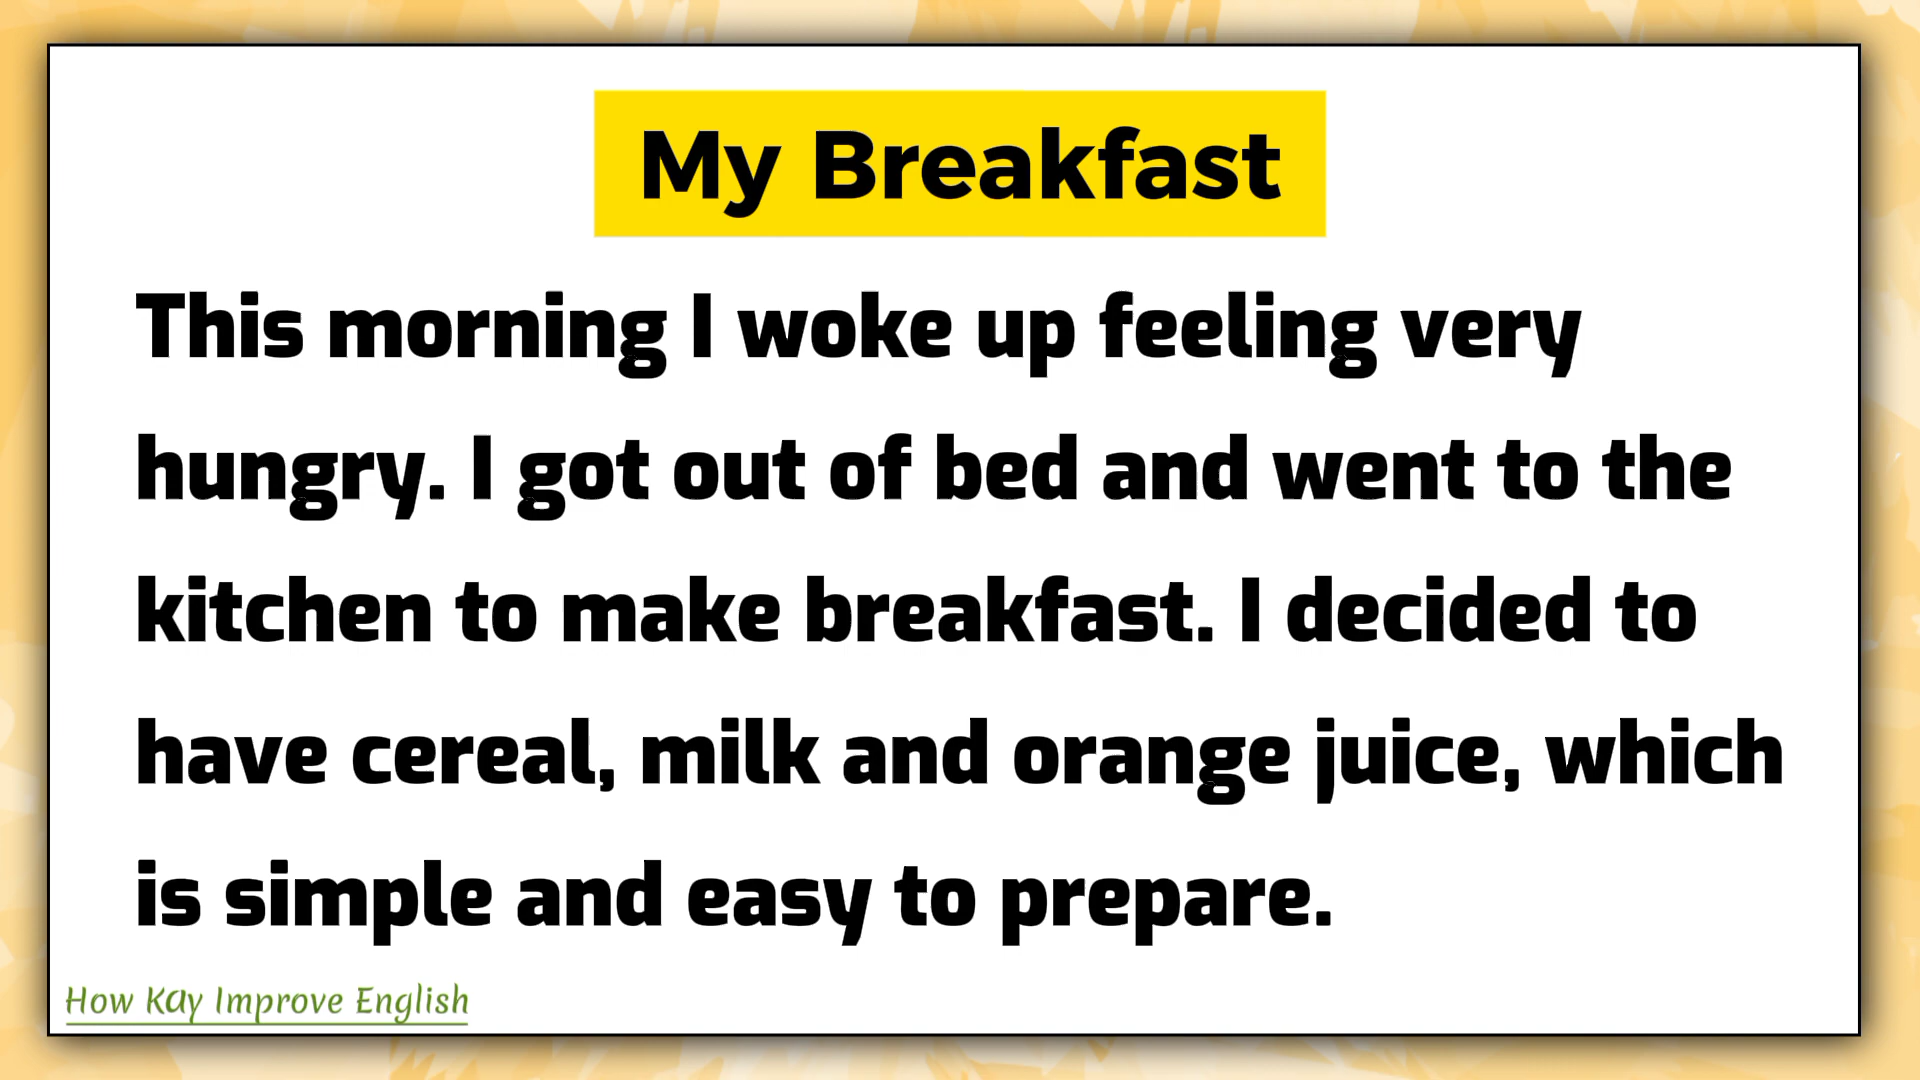 My Breakfast
This morning I woke up feeling very
hungry. I got out of bed and went to the
kitchen to make breakfast. I decided to
have cereal, milk and orange juice, which
is simple and easy to prepare.
How Kay Improve English